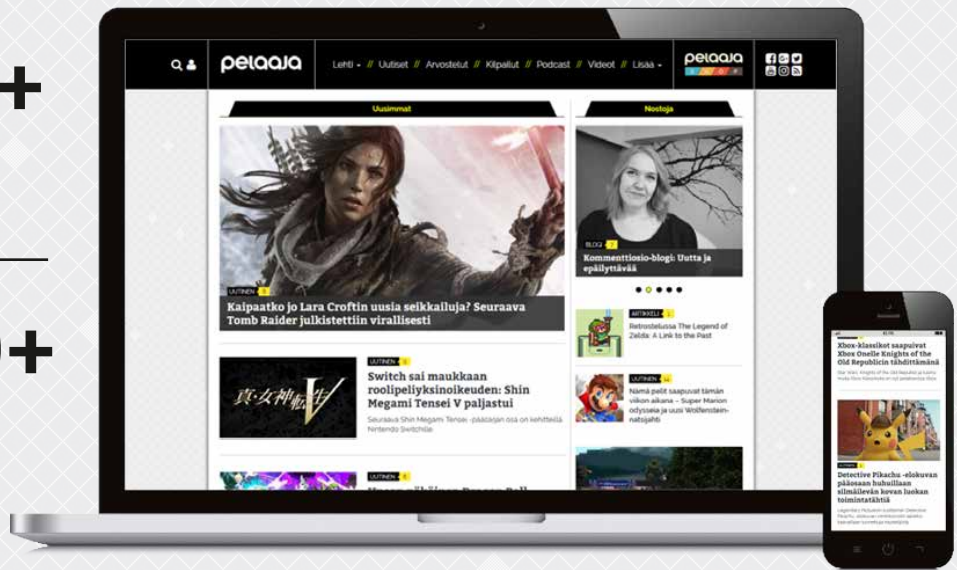 +
+
pelaaja
Lehti // Uutiset // Arvostelut // Kilpailut // Podcast // Videot // Lisää
pelaaja
SHOP
Uusimmat
UUTINEN
Kaipaatko jo Lara Croftin uusia seikkailuja? Seuraava
Tomb Raider julkistettiin virallisesti
UUTINEN
Switch sai maukkaan
roolipeliyksinoikeuden: Shin
Megami Tensei V paljastui
Seuraava Shin Megami Tensei -pääsarjan osa on kehitteillä
Nintendo Switchille.
真・女神転生
V
UUTINEN 4
Nostoja
BLOGI 7
Kommenttiosio-blogi: Uutta ja
epäilyttävää
ARTIKKELI
Retrostelussa The Legend of
Zelda: A Link to the Past
UUTINEN
Nämä pelit saapuvat tämän
viikon aikana – Super Marion
odysseia ja uusi Wolfenstein-
natsijahti
Xbox-klassikot saapuivat
Xbox Onelle Knights of the
Old Republicin tähdittämänä
Detective Pikachu -elokuvan
pääosaan huhuillaan
silmäilevän kovan luokan
toimintatähtiä